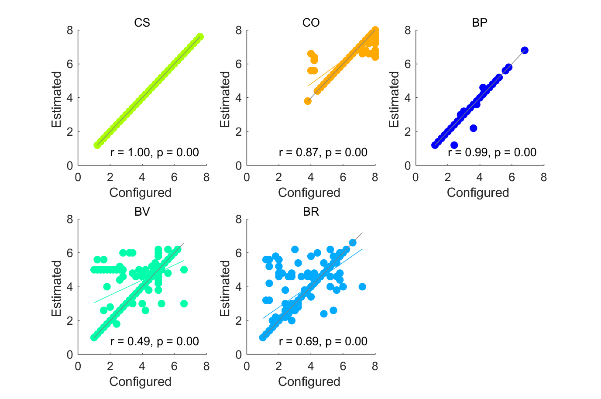 CS
CO
BP
8
6
4
2
0
Estimated
r = 1.00, p = 0.00
0 2 4 6 8
Configured
8
6
4
2
0
Estimated
r = 0.87, p = 0.00
0 2 4 6 8
Configured
8
6
4
2
0
Estimated
r = 0.99, p = 0.00
0 2 4 6 8
Configured
BV
BR
8
6
4
2
0
Estimated
r = 0.49, p = 0.00
0 2 4 6 8
Configured
8
6
4
2
0
Estimated
r = 0.69, p = 0.00
0 2 4 6 8
Configured